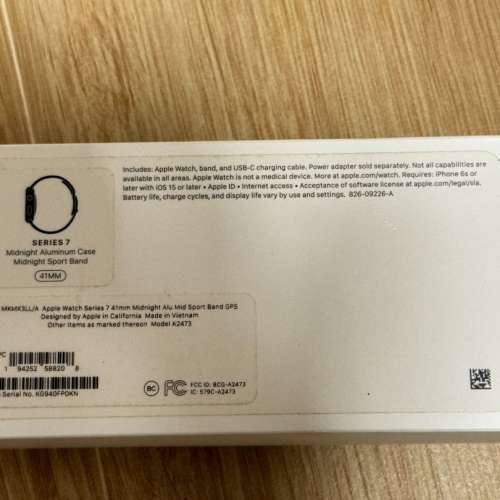 SERIES 7
Midnight Aluminum Case
Midnight Sport Band
41MM
Includes: Apple Watch, band, and USB-C charging cable. Power adapter sold separately. Not all capabilities are
available in all areas. Apple Watch is not a medical device. More at apple.com/watch. Requires: iPhone 6s or
later with iOS 15 or later • Apple ID • Internet access • Acceptance of software license at apple.com/legal/sla.
Battery life, charge cycles, and display life vary by use and settings. 826-09226-A
MKMX3LL/A Apple Watch Series 7 41mm Midnight Alu Mid Sport Band GPS
Designed by Apple in California Made in Vietnam
Other items as marked thereon Model A2473
PC
1 94252 58820 8
Serial No. KG940FPDKN
BC FC FCC ID: BCG-A2473
IC: 579C-A2473